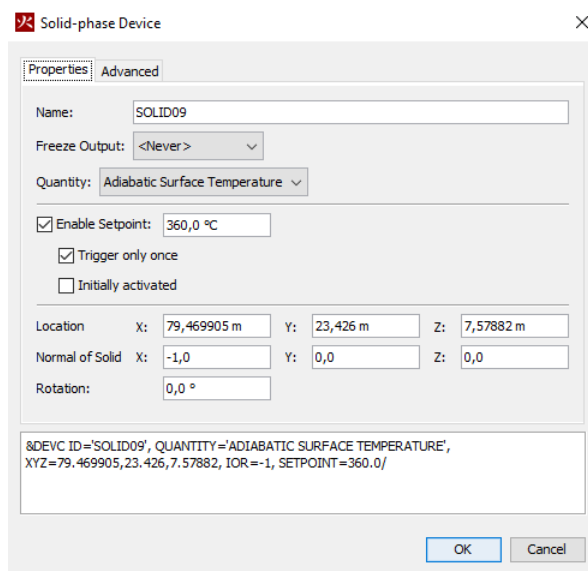 火 Solid-phase Device
Properties Advanced
Name: SOLID09
Freeze Output: <Never>
Quantity: Adiabatic Surface Temperature
Enable Setpoint: 360,0 °C
Trigger only once
Initially activated
Location X: 79,469905 m Y: 23,426 m Z: 7,57882 m
Normal of Solid X: -1,0 Y: 0,0 Z: 0,0
Rotation: 0,0 °
&DEVC ID='SOLID09', QUANTITY='ADIABATIC SURFACE TEMPERATURE',
XYZ=79.469905,23.426,7.57882, IOR=-1, SETPOINT=360.0/
OK Cancel